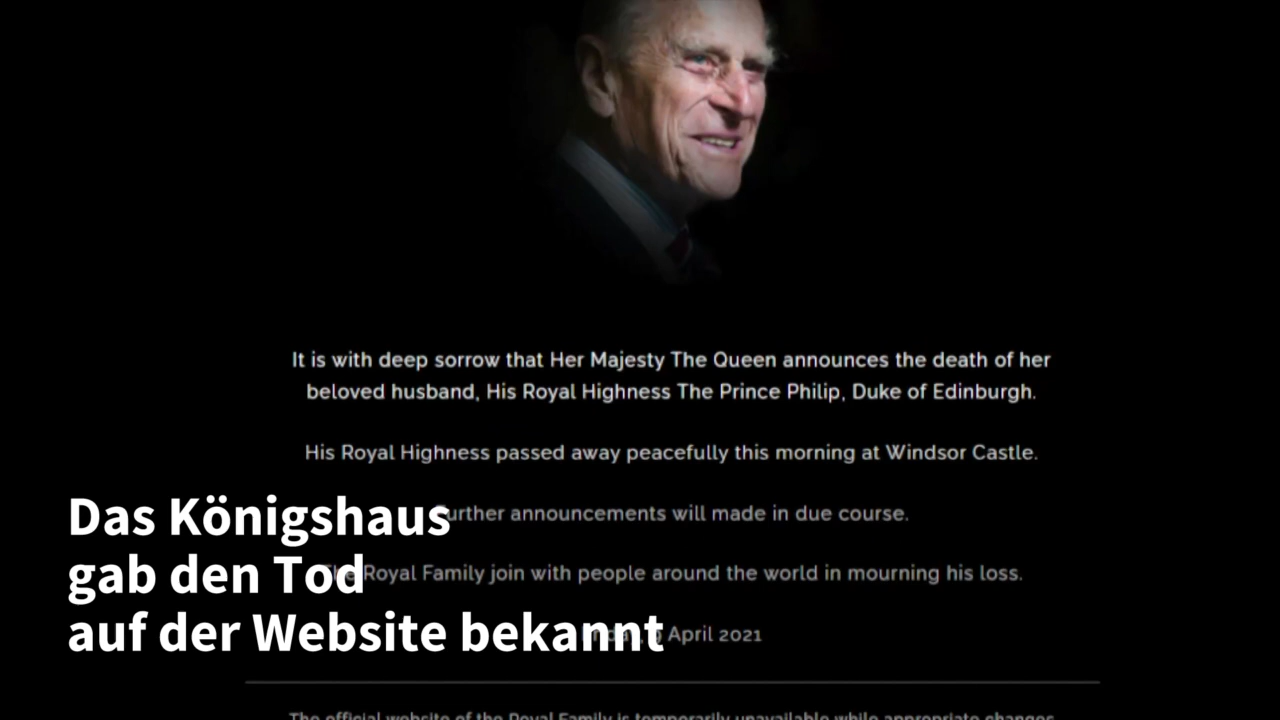 It is with deep sorrow that Her Majesty The Queen announces the death of her
beloved husband, His Royal Highness The Prince Philip, Duke of Edinburgh.
His Royal Highness passed away peacefully this morning at Windsor Castle.
Further announcements will made in due course.
The Royal Family join with people around the world in mourning his loss.
April 2021
The official website of the Royal Family is temporarily unavailable while appropriate changes
Das Königshaus
gab den Tod
auf der Website bekannt